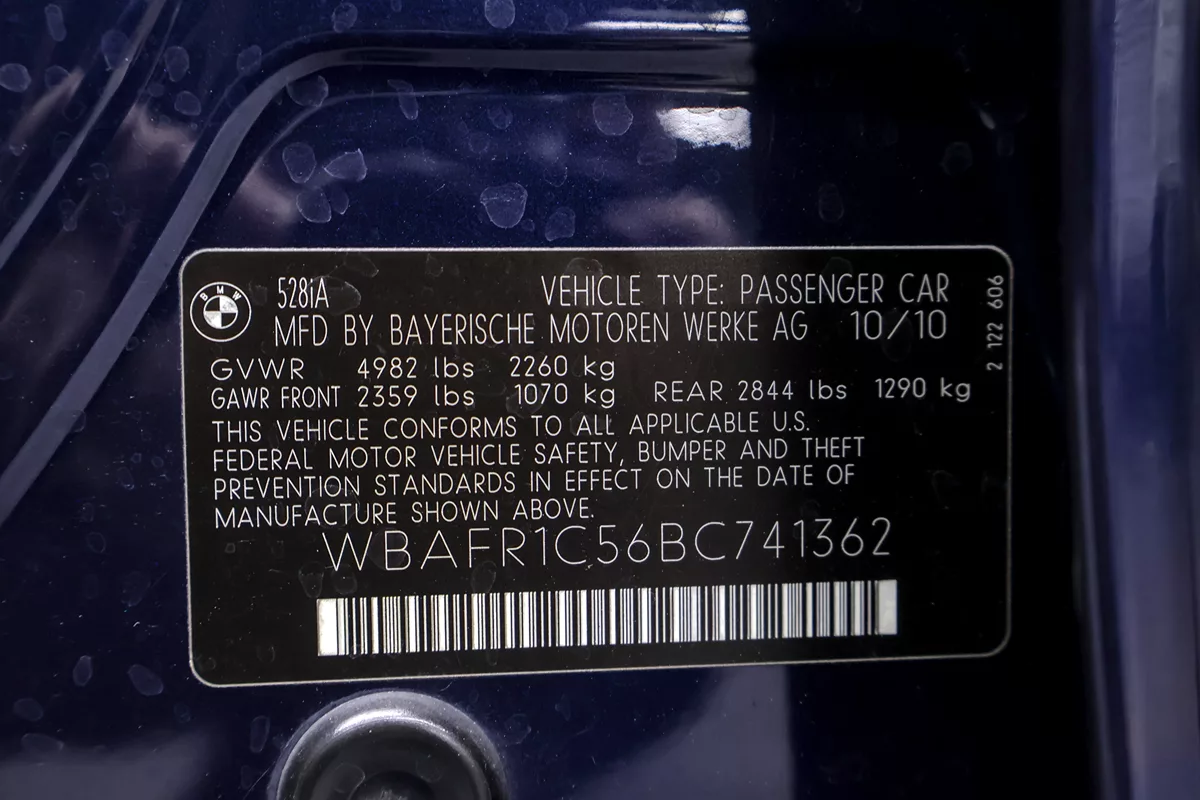 BMW
528iA
VEHICLE TYPE: PASSENGER CAR
MFD BY BAYERISCHE MOTOREN WERKE AG 10/10
GVWR 4982 lbs 2260 kg
GAWR FRONT 2359 lbs 1070 kg REAR 2844 lbs 1290 kg
THIS VEHICLE CONFORMS TO ALL APPLICABLE U.S.
FEDERAL MOTOR VEHICLE SAFETY, BUMPER AND THEFT
PREVENTION STANDARDS IN EFFECT ON THE DATE OF
MANUFACTURE SHOWN ABOVE.
WBAFR1C56BC741362
2 122 606